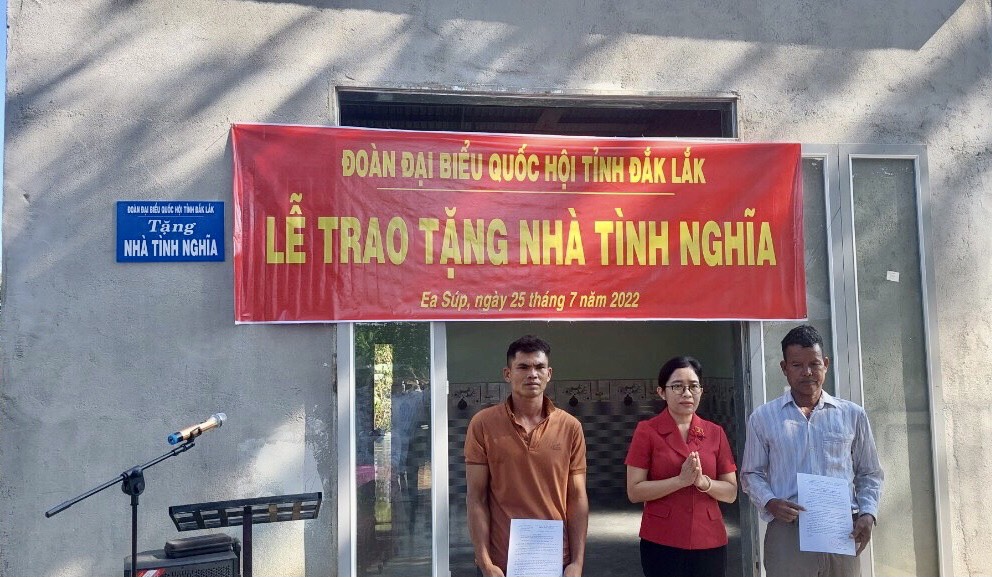 ĐOÀN ĐẠI BIỂU QUỐC HỘI TỈNH ĐẮK LẮK
LỄ TRAO TẶNG NHÀ TÌNH NGHĨA
Ea Súp, ngày 25 tháng 7 năm 2022
ĐOÀN ĐẠI BIỂU QUỐC HỘI TỈNH ĐẮK LẮK
Tặng
NHÀ TÌNH NGHĨA